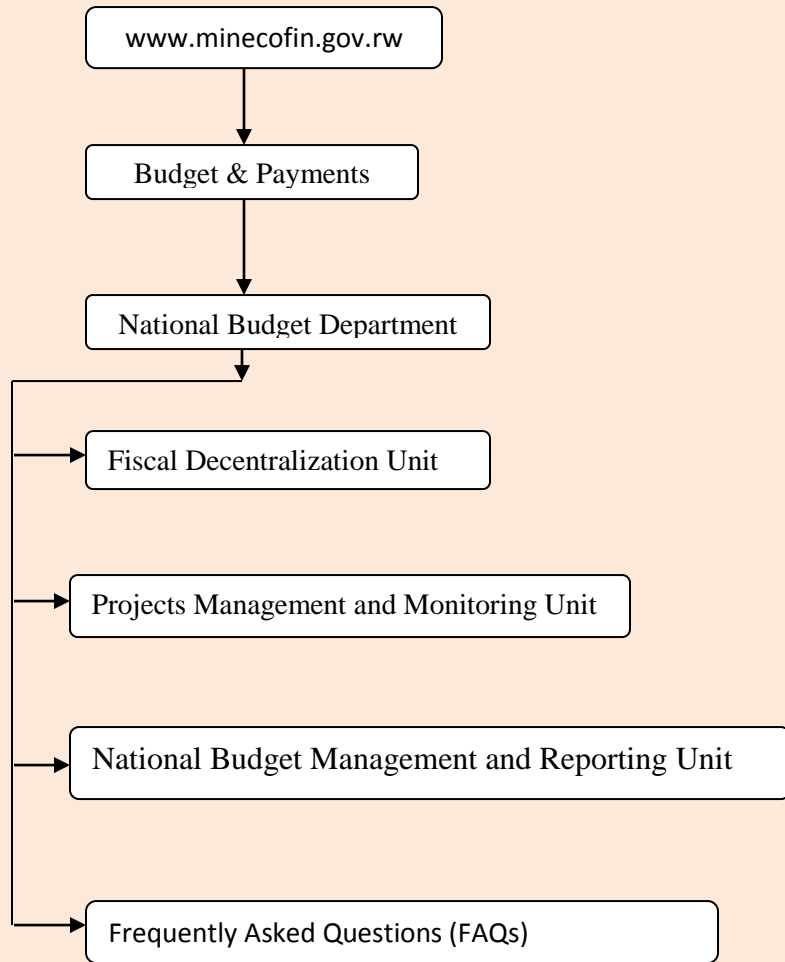 www.minecofin.gov.rw
Budget & Payments
National Budget Department
Fiscal Decentralization Unit
Projects Management and Monitoring Unit
National Budget Management and Reporting Unit
Frequently Asked Questions (FAQs)